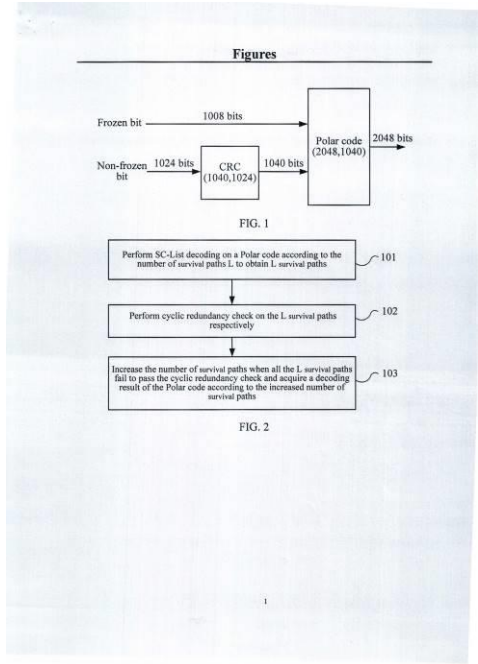 Figures
1008 bits
Frozen bit
Polar code
(2048,1040)
2048 bits
Non-frozen
bit
1024 bits
CRC
(1040,1024)
1040 bits
FIG. 1
Perform SC-List decoding on a Polar code according to the
number of survival paths L to obtain L survival paths
101
Perform cyclic redundancy check on the L survival paths
respectively
102
Increase the number of survival paths when all the L survival paths
fail to pass the cyclic redundancy check and acquire a decoding
result of the Polar code according to the increased number of
survival paths
103
FIG. 2
1